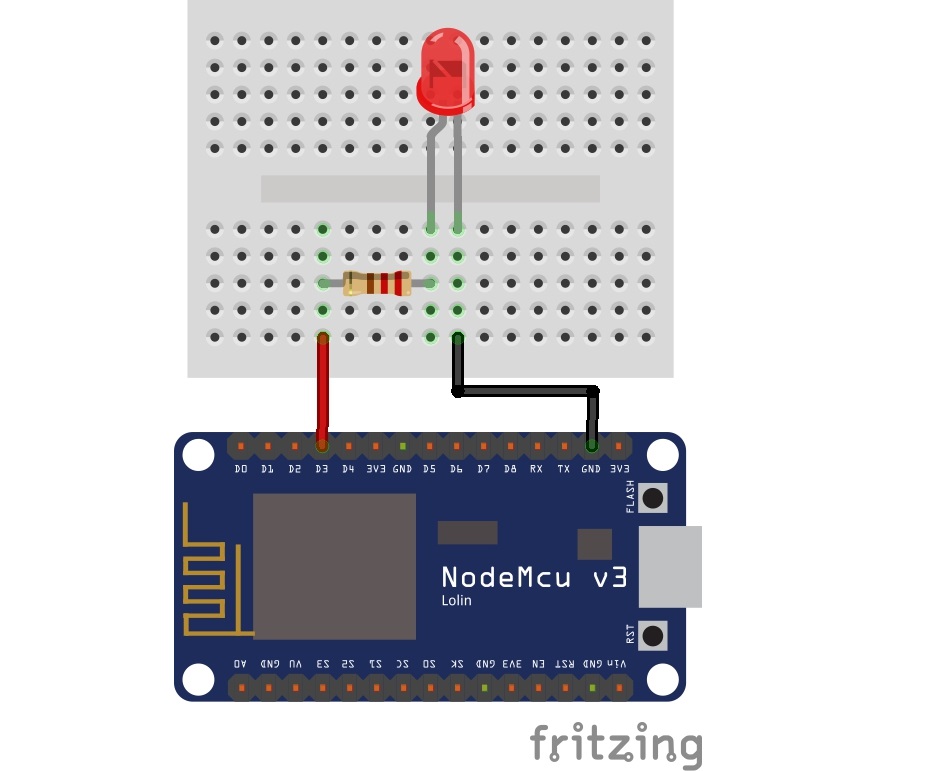 D0 D1 D2 D3 D4 3V3 GND D5 D6 D7 D8 RX TX GND 3V3
FLASH
NodeMcu v3
Lolin
RST
A0 GND VU S3 S2 S1 SC S0 SK GND 3V3 EN RST GND Vin
fritzing